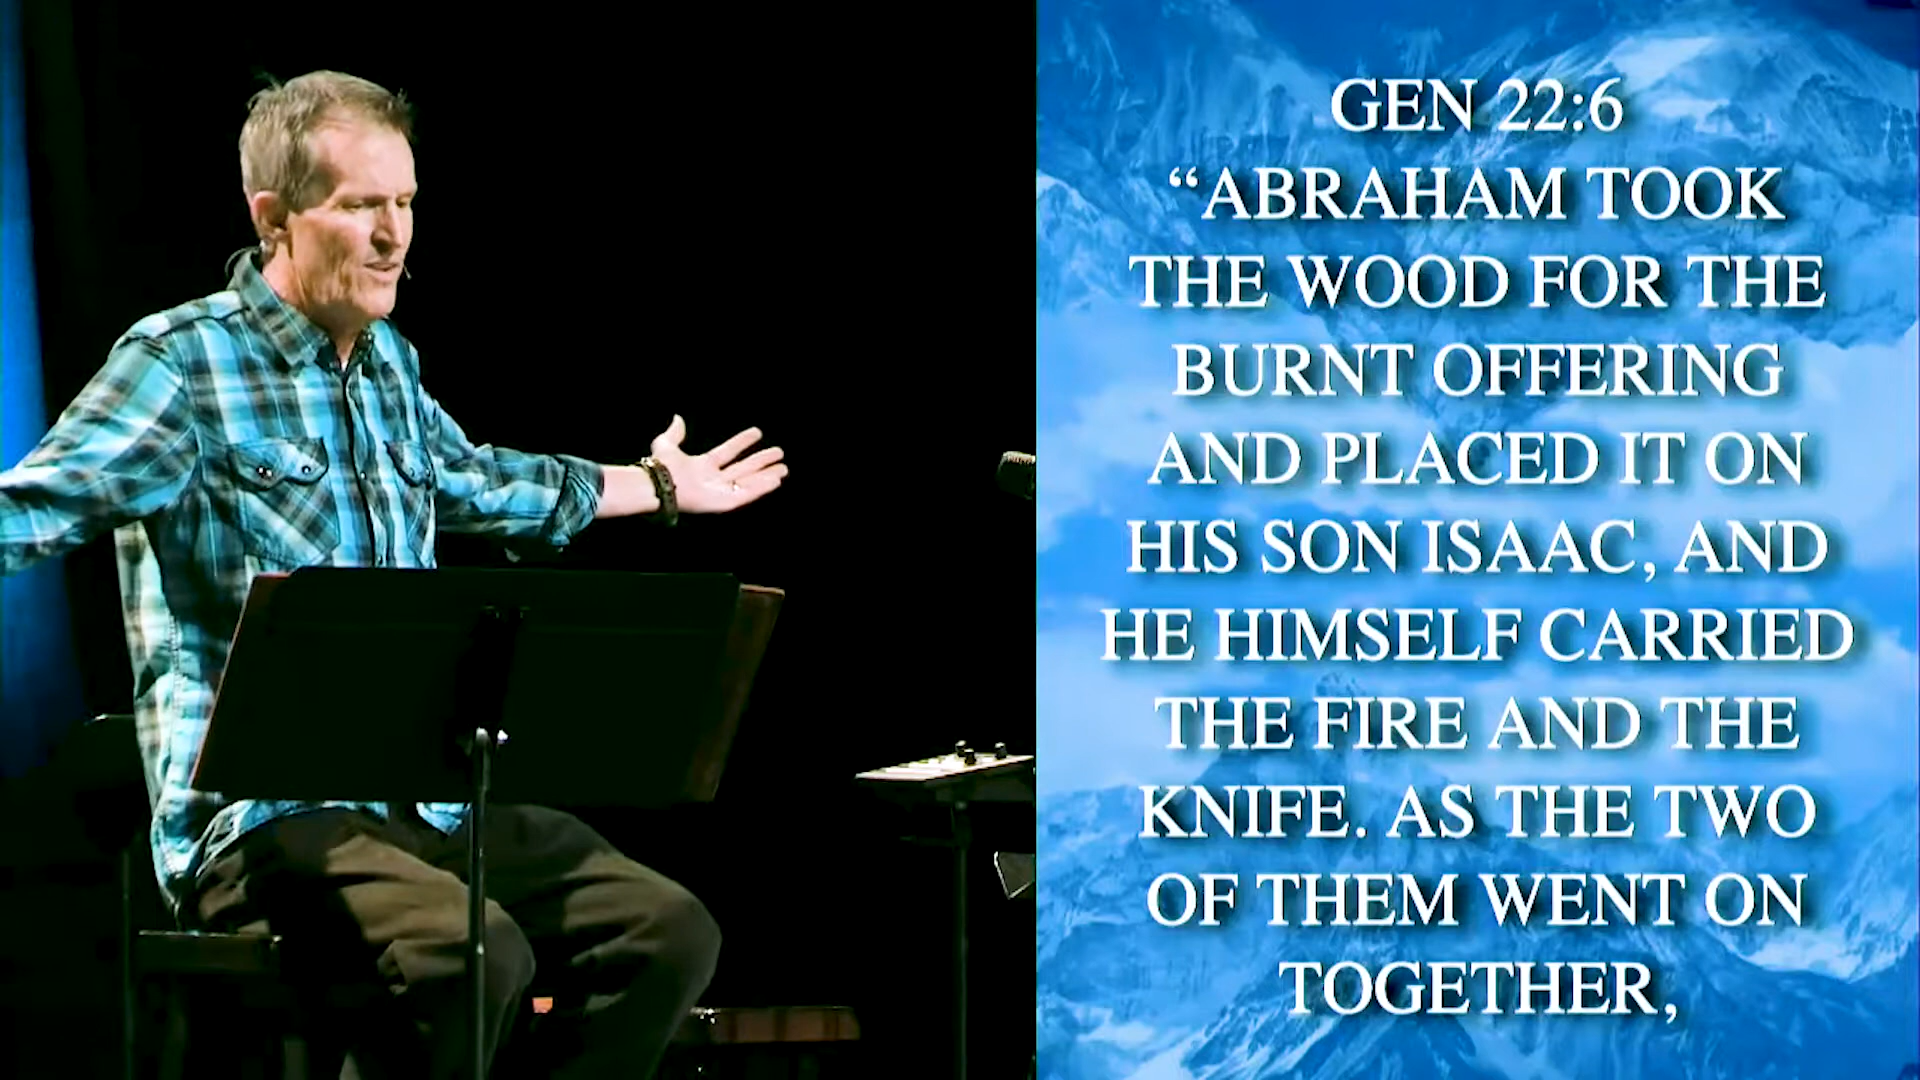 GEN 22:6
“ABRAHAM TOOK
THE WOOD FOR THE
BURNT OFFERING
AND PLACED IT ON
HIS SON ISAAC, AND
HE HIMSELF CARRIED
THE FIRE AND THE
KNIFE. AS THE TWO
OF THEM WENT ON
TOGETHER,